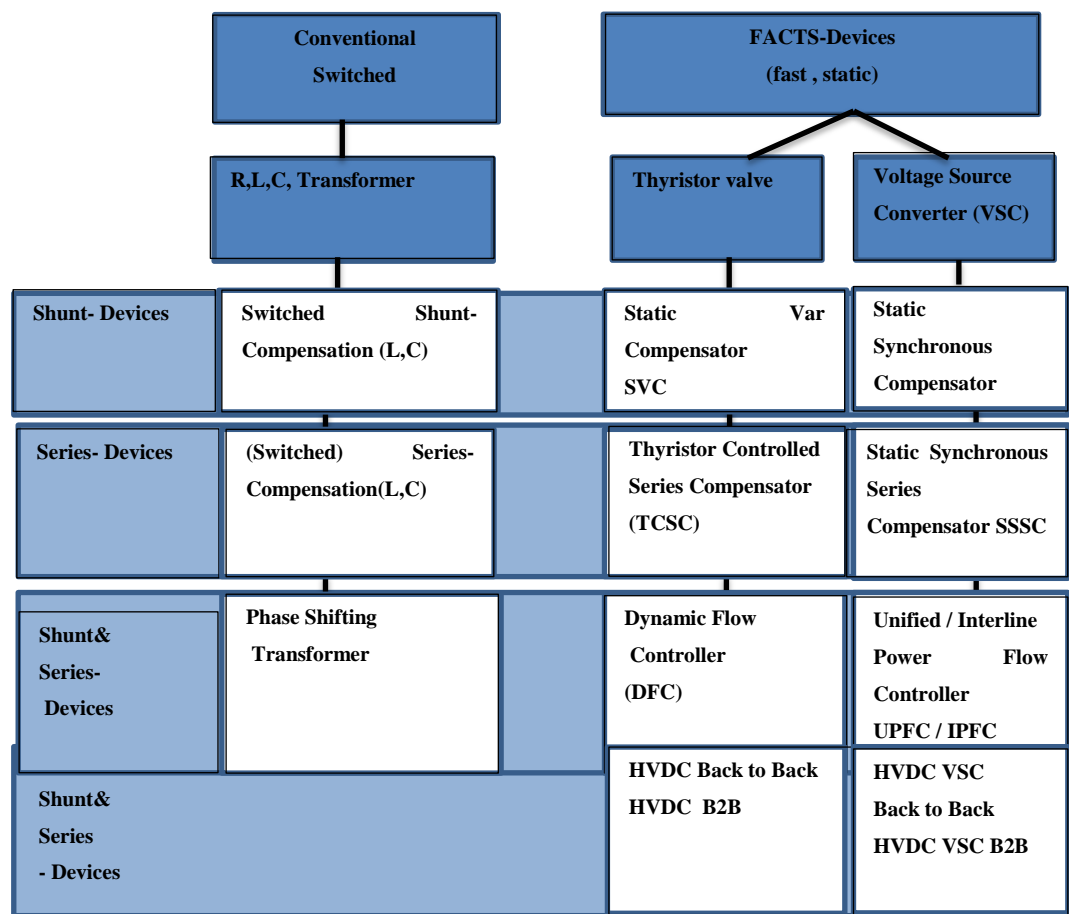 Conventional
Switched
FACTS-Devices
(fast , static)
R,L,C, Transformer
Thyristor valve
Voltage Source
Converter (VSC)
Shunt- Devices
Switched Shunt-
Compensation (L,C)
Static Var
Compensator
SVC
Static
Synchronous
Compensator
Series- Devices
(Switched) Series-
Compensation(L,C)
Thyristor Controlled
Series Compensator
(TCSC)
Static Synchronous
Series
Compensator SSSC
Shunt&
Series-
Devices
Phase Shifting
Transformer
Dynamic Flow
Controller
(DFC)
Unified / Interline
Power Flow
Controller
UPFC / IPFC
Shunt&
Series
- Devices
HVDC Back to Back
HVDC B2B
HVDC VSC
Back to Back
HVDC VSC B2B